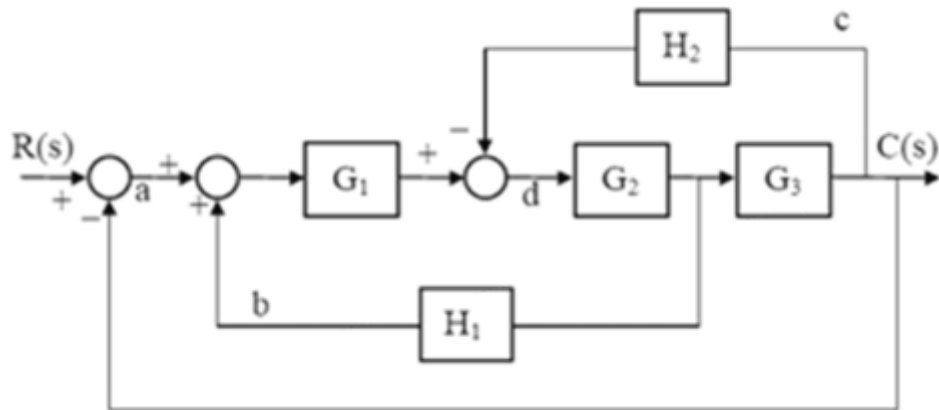 c
H₂
−
R(s) + + C(s)
+ a G₁ d G₂ G₃
− +
b H₁